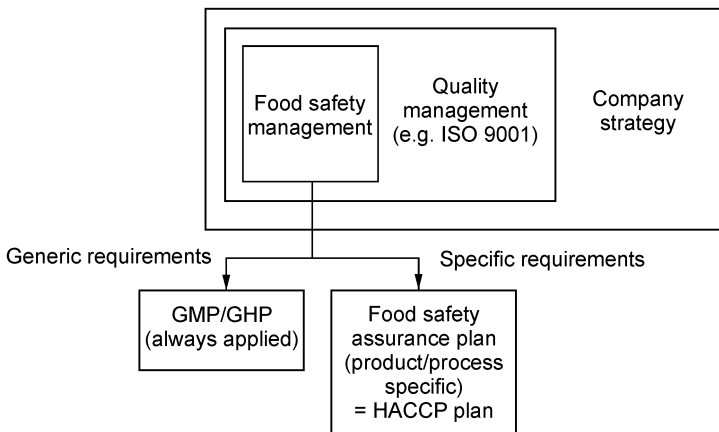 Food safety
management
Quality
management
(e.g. ISO 9001)
Company
strategy
Generic requirements
Specific requirements
GMP/GHP
(always applied)
Food safety
assurance plan
(product/process
specific)
= HACCP plan